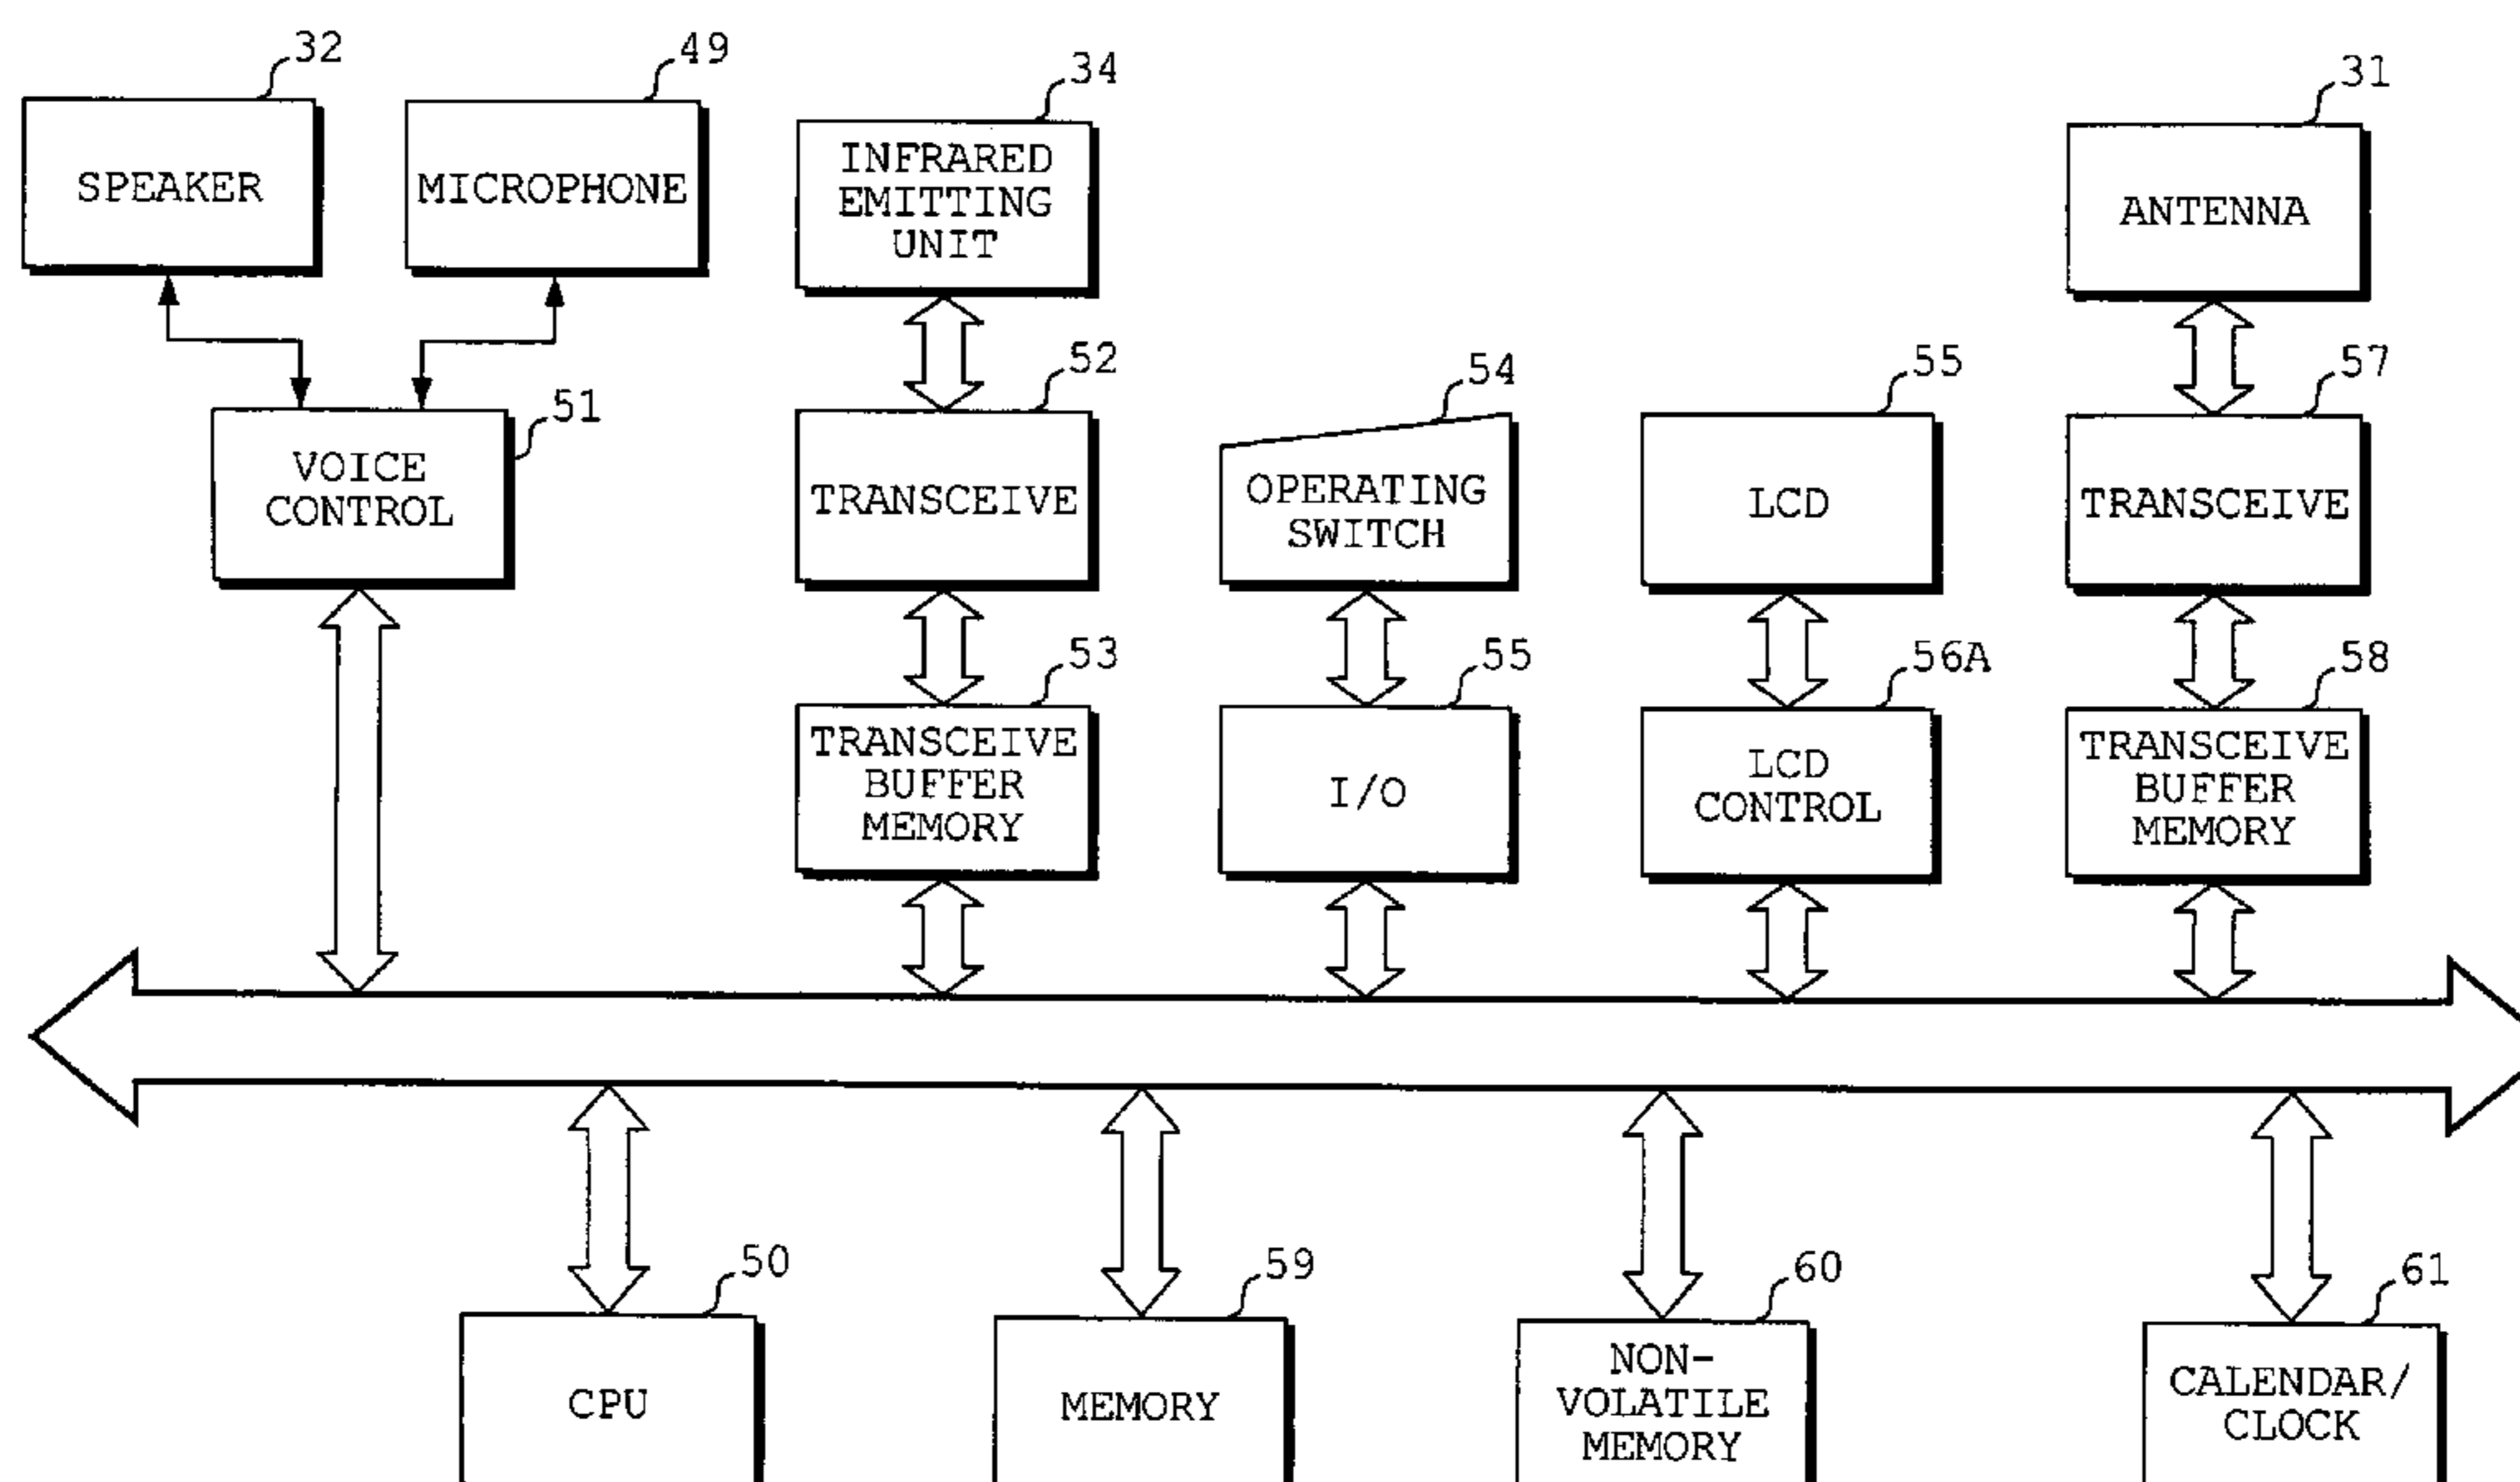 32
49
34
31
SPEAKER
MICROPHONE
INFRARED
EMITTING
UNIT
ANTENNA
51
52
54
55
57
VOICE
CONTROL
TRANSCEIVE
OPERATING
SWITCH
LCD
TRANSCEIVE
53
55
56A
58
TRANSCEIVE
BUFFER
MEMORY
I/O
LCD
CONTROL
TRANSCEIVE
BUFFER
MEMORY
50
59
60
61
CPU
MEMORY
NON-
VOLATILE
MEMORY
CALENDAR/
CLOCK